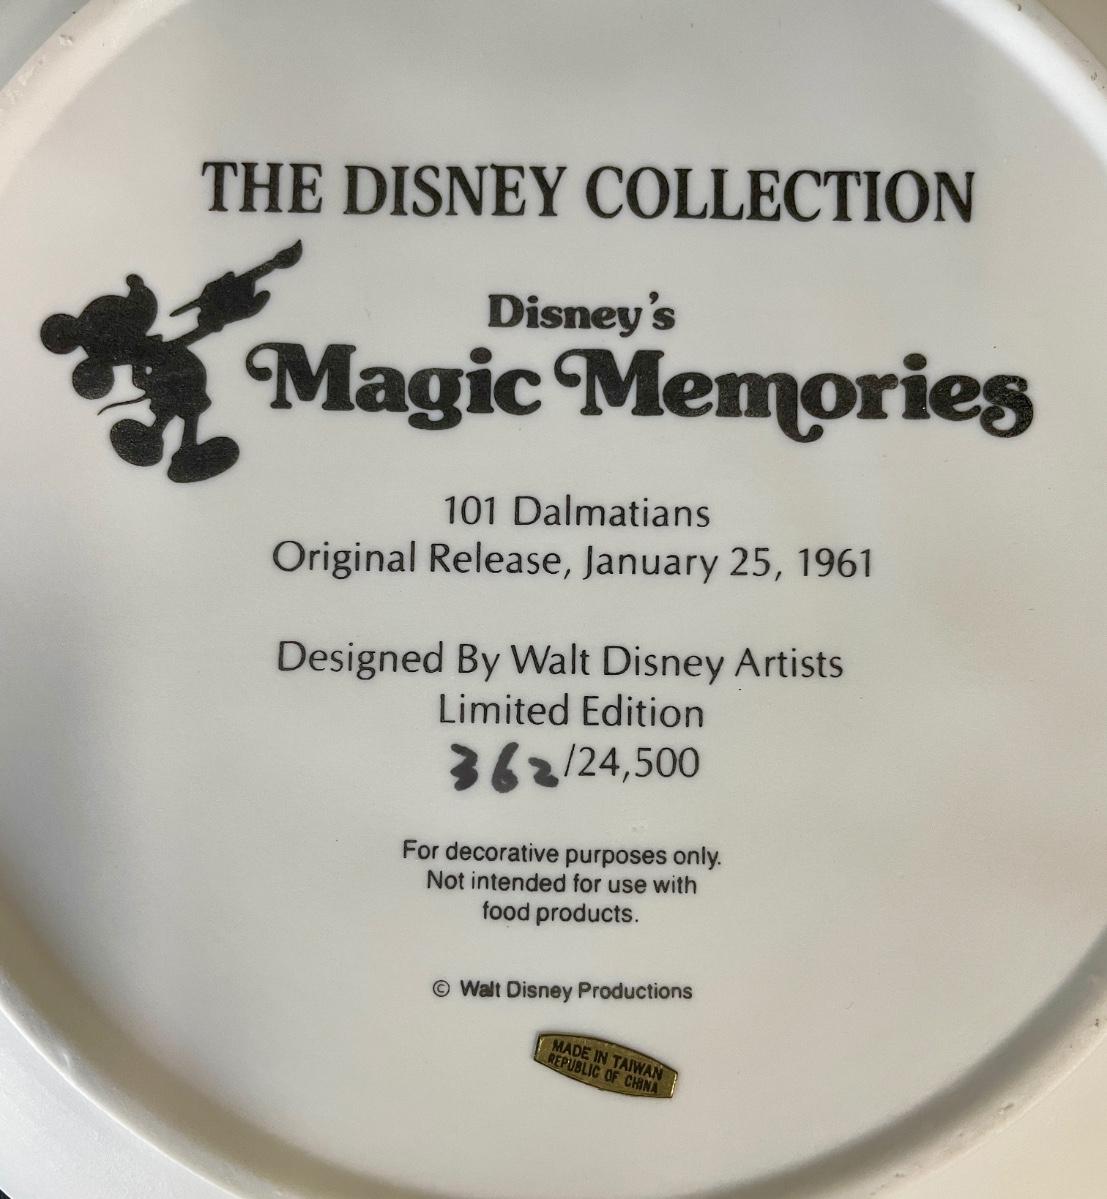 THE DISNEY COLLECTION
Disney's
Magic Memories
101 Dalmatians
Original Release, January 25, 1961
Designed By Walt Disney Artists
Limited Edition
362/24,500
For decorative purposes only.
Not intended for use with
food products.
© Walt Disney Productions
MADE IN TAIWAN
REPUBLIC OF CHINA